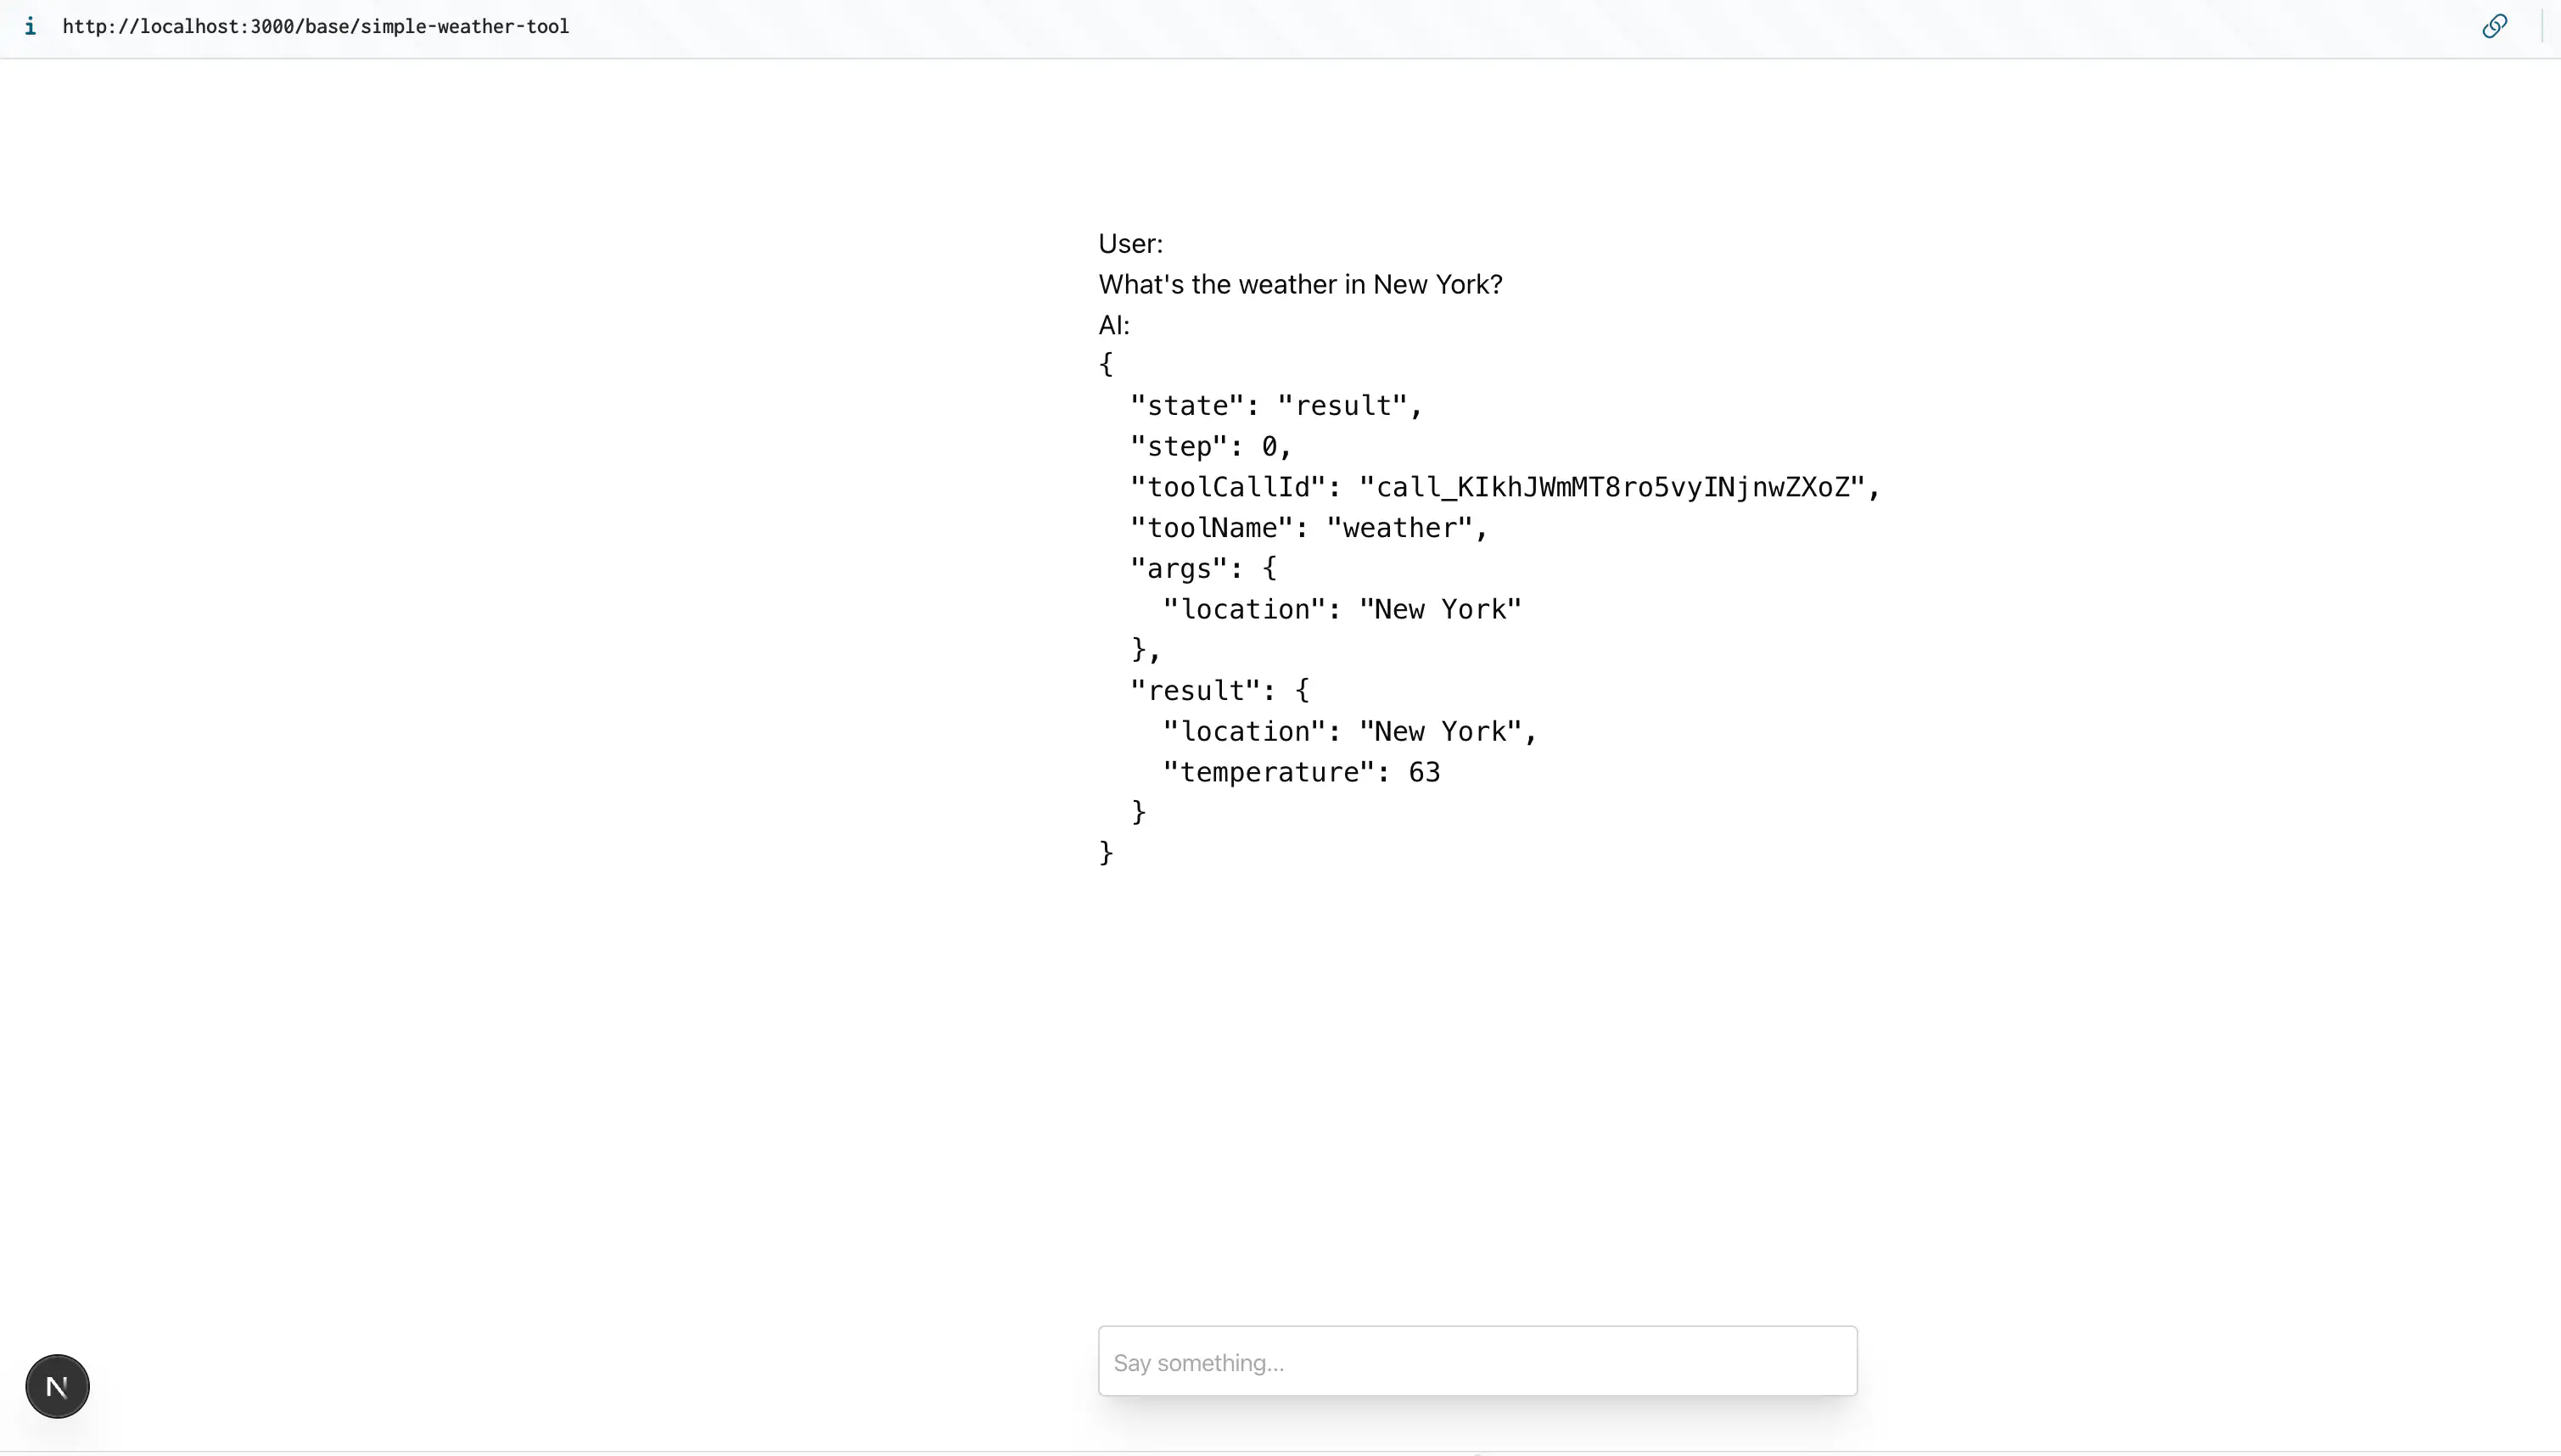 i http://localhost:3000/base/simple-weather-tool
User:
What's the weather in New York?
AI:
{
  "state": "result",
  "step": 0,
  "toolCallId": "call_KIkhJWmMT8ro5vyINjnwZXoZ",
  "toolName": "weather",
  "args": {
    "location": "New York"
  },
  "result": {
    "location": "New York",
    "temperature": 63
  }
}
Say something...
N